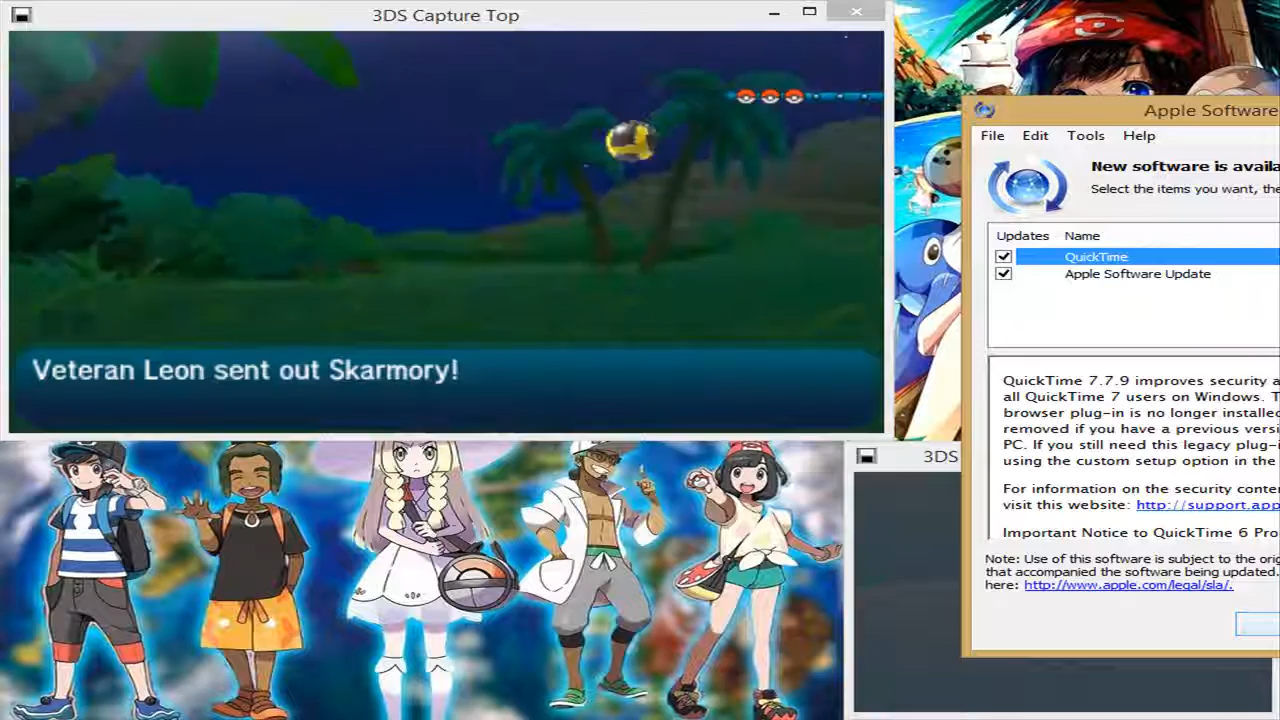 3DS Capture Top
Veteran Leon sent out Skarmory!
Apple Software
File Edit Tools Help
New software is availa
Select the items you want, the
Updates Name
QuickTime
Apple Software Update
QuickTime 7.7.9 improves security a
all QuickTime 7 users on Windows. T
browser plug-in is no longer installed
removed if you have a previous versi
PC. If you still need this legacy plug-
using the custom setup option in the
For information on the security conten
visit this website: http://support.app
Important Notice to QuickTime 6 Pro
Note: Use of this software is subject to the orig
that accompanied the software being updated.
here: http://www.apple.com/legal/sla/.
3DS